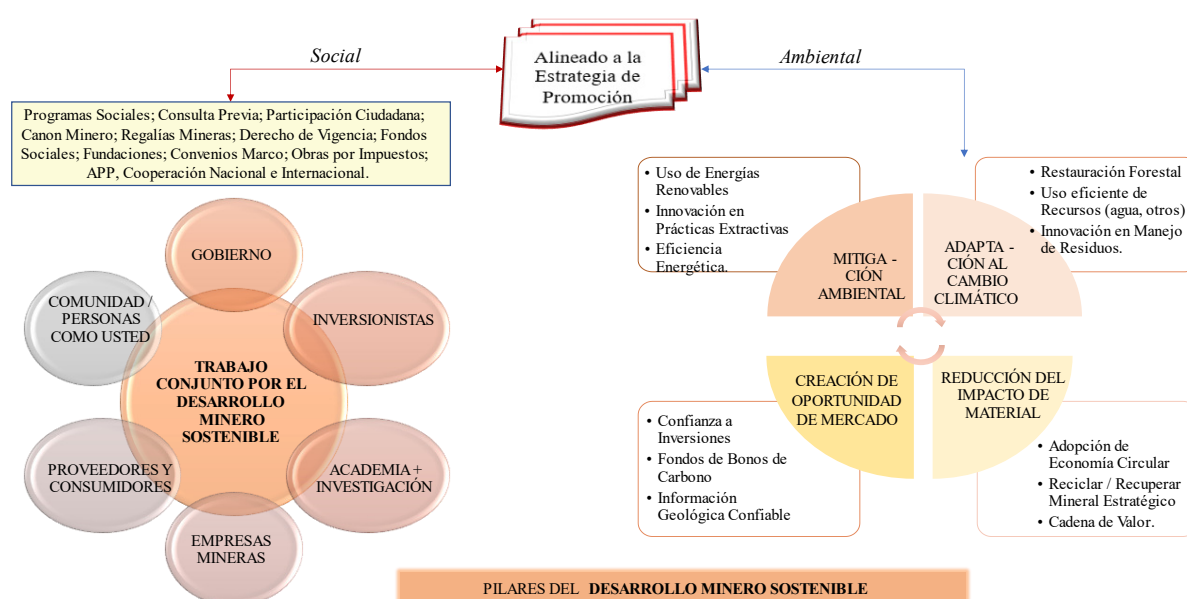 Social
Alineado a la
Estrategia de
Promoción
Ambiental
Programas Sociales; Consulta Previa; Participación Ciudadana;
Canon Minero; Regalías Mineras; Derecho de Vigencia; Fondos
Sociales; Fundaciones; Convenios Marco; Obras por Impuestos;
APP, Cooperación Nacional e Internacional.
GOBIERNO
INVERSIONISTAS
ACADEMIA +
INVESTIGACIÓN
EMPRESAS
MINERAS
PROVEEDORES Y
CONSUMIDORES
COMUNIDAD /
PERSONAS
COMO USTED
TRABAJO
CONJUNTO POR EL
DESARROLLO
MINERO
SOSTENIBLE
• Uso de Energías
Renovables
• Innovación en
Prácticas Extractivas
• Eficiencia
Energética.
MITIGA -
CIÓN
AMBIENTAL
ADAPTA -
CIÓN AL
CAMBIO
CLIMÁTICO
• Restauración Forestal
• Uso eficiente de
Recursos (agua, otros)
• Innovación en Manejo
de Residuos.
CREACIÓN DE
OPORTUNIDAD
DE MERCADO
• Confianza a
Inversiones
• Fondos de Bonos de
Carbono
• Información
Geológica Confiable
REDUCCIÓN DEL
IMPACTO DE
MATERIAL
• Adopción de
Economía Circular
• Reciclar / Recuperar
Mineral Estratégico
• Cadena de Valor.
PILARES DEL DESARROLLO MINERO SOSTENIBLE